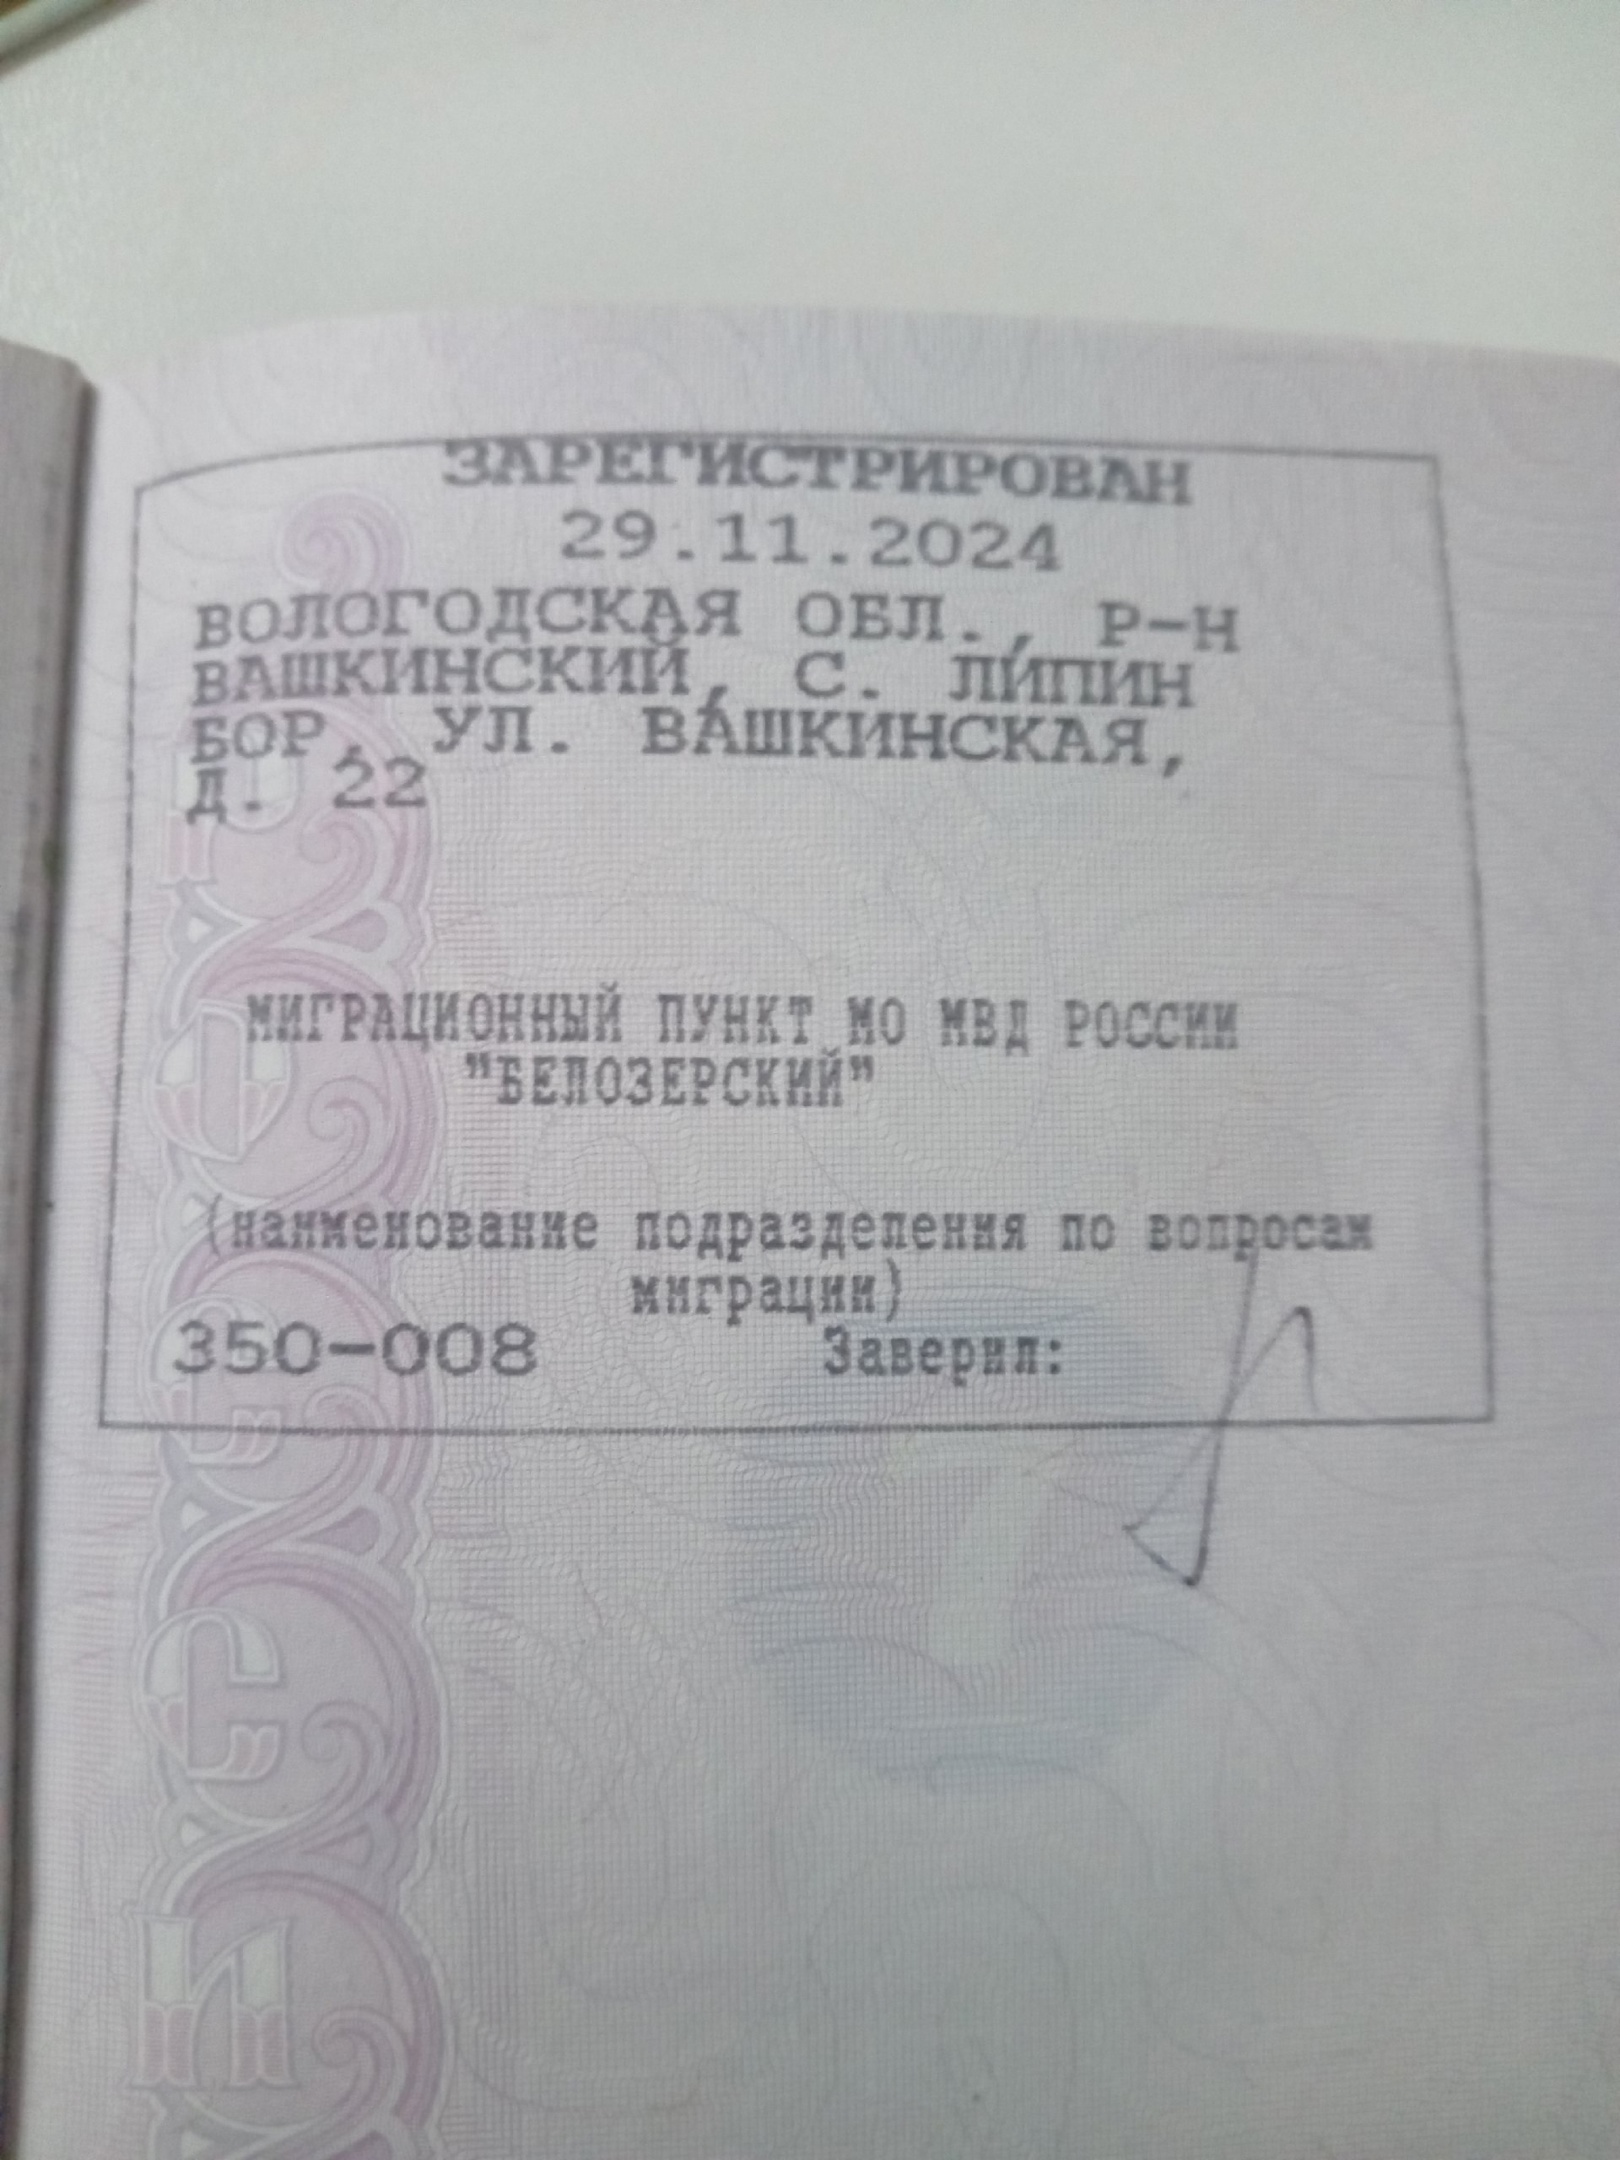 ЗАРЕГИСТРИРОВАН
29.11.2024
ВОЛОГОДСКАЯ ОБЛ., Р-Н
ВАШКИНСКИЙ, С. ЛИПИН
БОР, УЛ. ВАШКИНСКАЯ,
Д. 22
МИГРАЦИОННЫЙ ПУНКТ МО МВД РОССИИ
"БЕЛОЗЕРСКИЙ"
(наименование подразделения по вопросам
миграции)
350-008 Заверил: